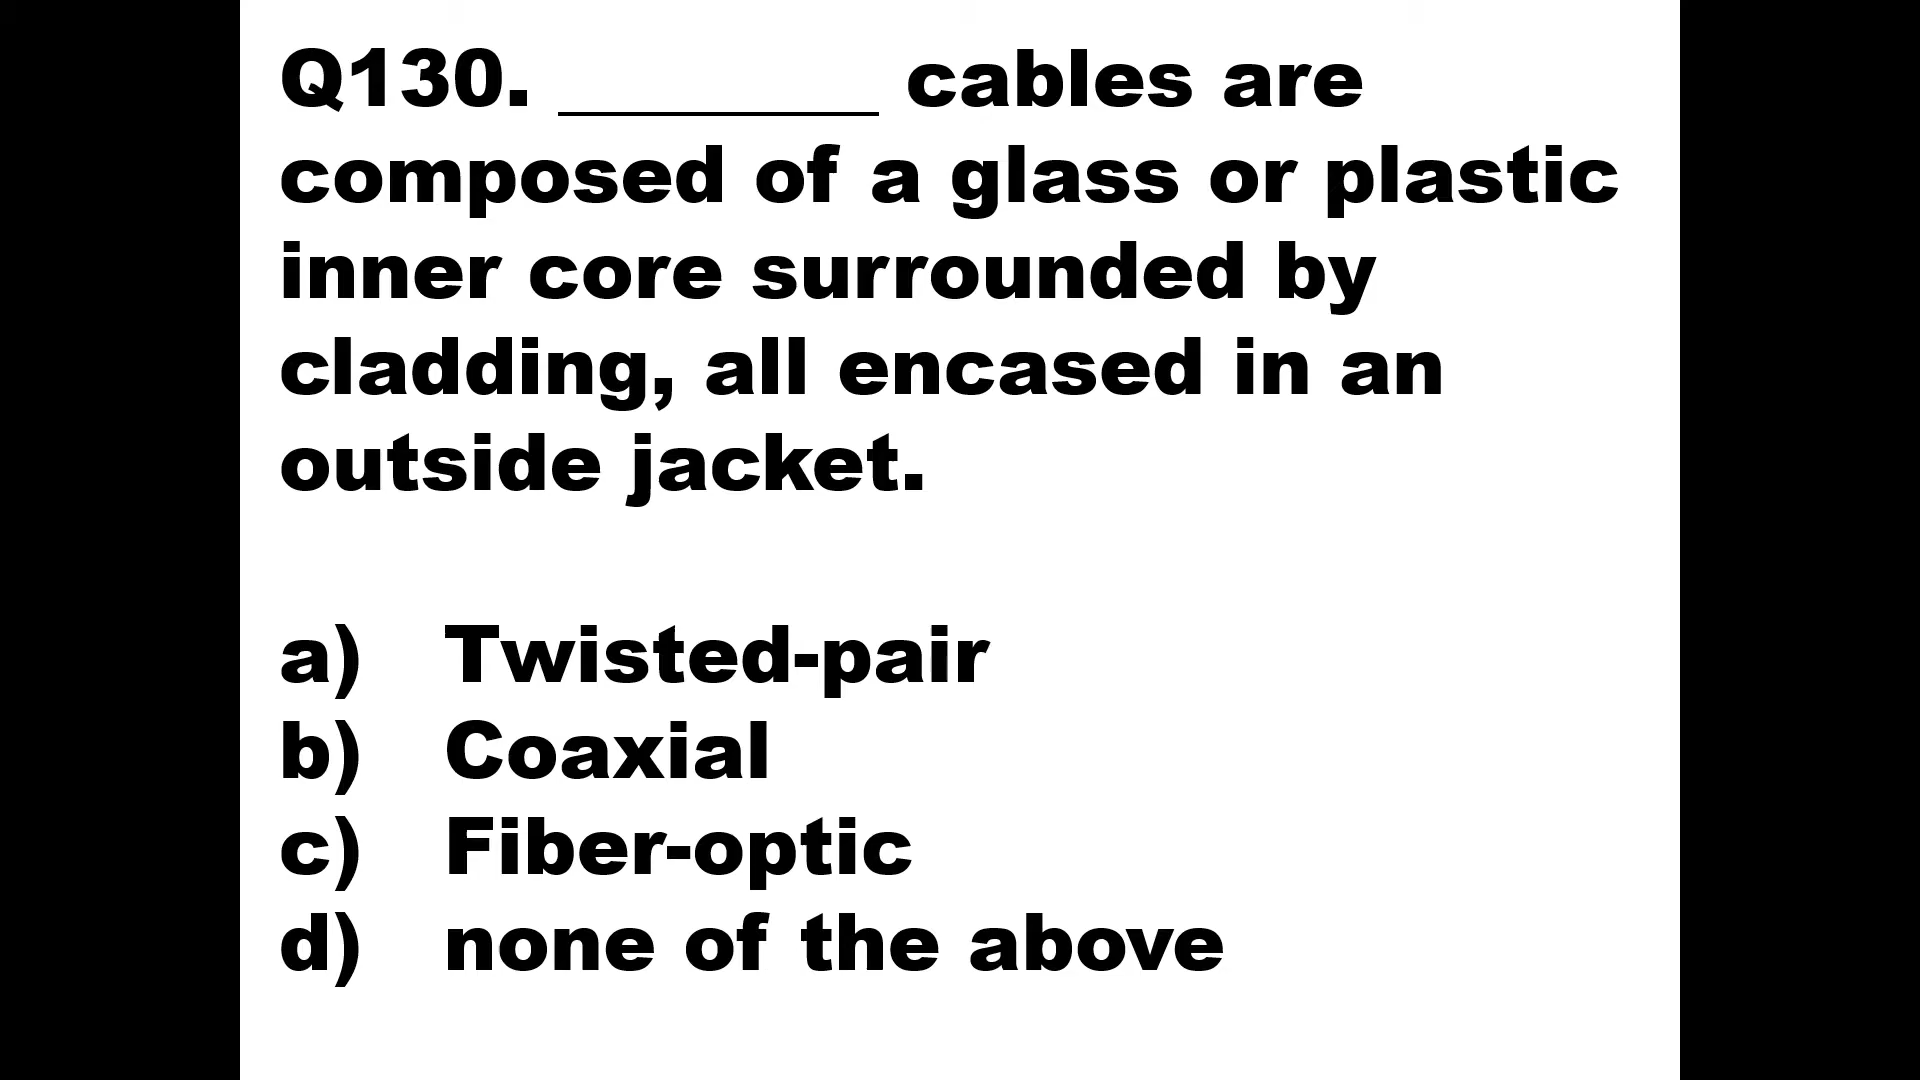 Q130. ________ cables are
composed of a glass or plastic
inner core surrounded by
cladding, all encased in an
outside jacket.
a) Twisted-pair
b) Coaxial
c) Fiber-optic
d) none of the above